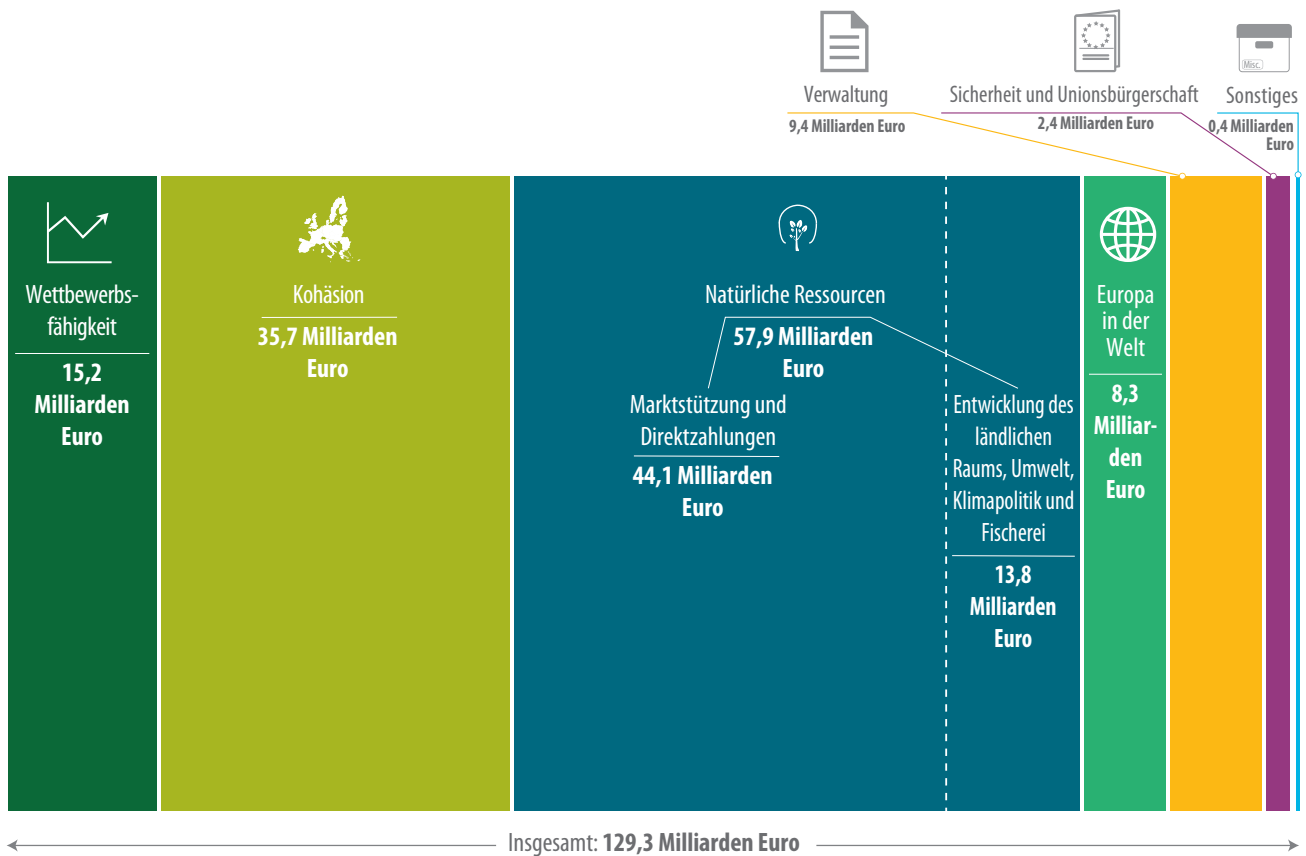 Misc.
Verwaltung
9,4 Milliarden Euro
Sicherheit und Unionsbürgerschaft
2,4 Milliarden Euro
Sonstiges
0,4 Milliarden
Euro
Wettbewerbs-
fähigkeit
15,2
Milliarden
Euro
Kohäsion
35,7 Milliarden
Euro
Natürliche Ressourcen
57,9 Milliarden
Euro
Marktstützung und
Direktzahlungen
44,1 Milliarden
Euro
Entwicklung des
ländlichen
Raums, Umwelt,
Klimapolitik und
Fischerei
13,8
Milliarden
Euro
Europa
in der
Welt
8,3
Milliar-
den
Euro
Insgesamt: 129,3 Milliarden Euro